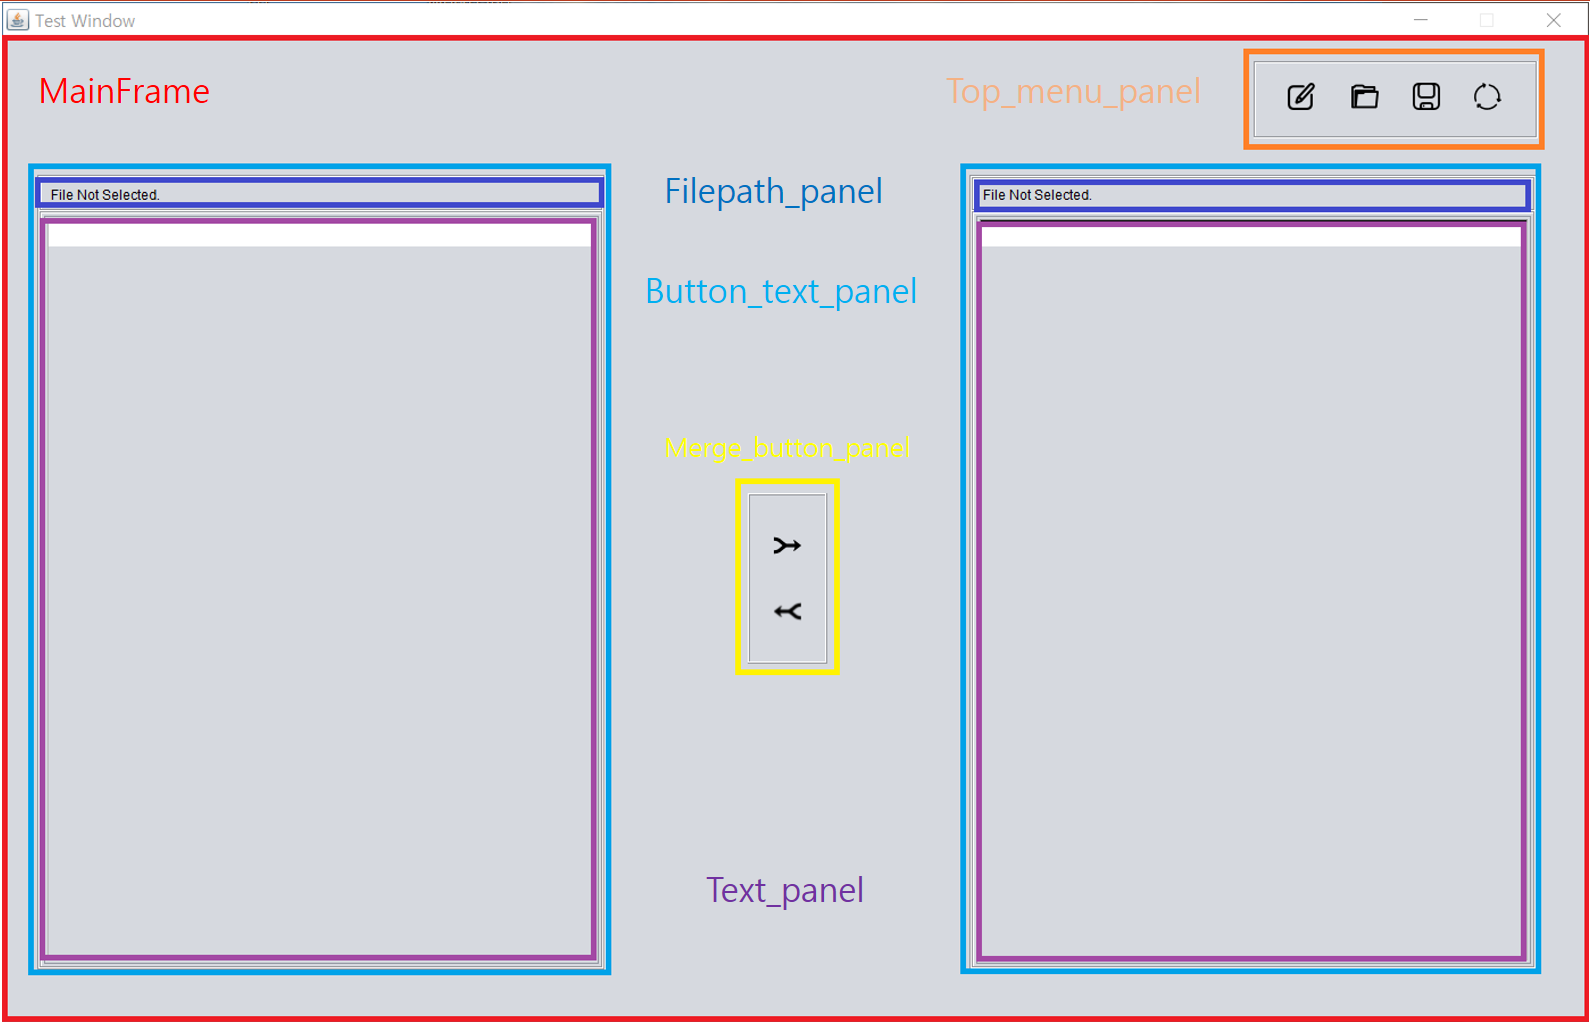 Test Window
MainFrame
Top_menu_panel
File Not Selected.
Filepath_panel
File Not Selected.
Button_text_panel
Merge_button_panel
Text_panel